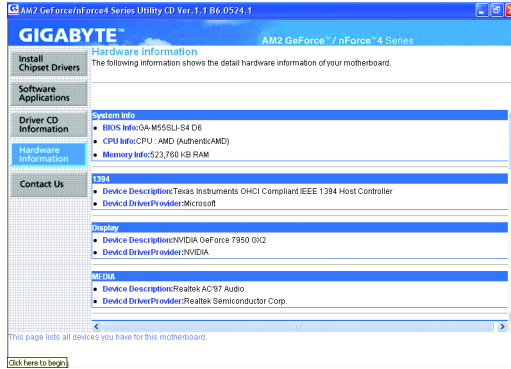 AM2 GeForce/nForce4 Series Utility CD Ver.1.1 B6.0524.1
GIGABYTE™
AM2 GeForce™/ nForce™4 Series
Install
Chipset Drivers
Software
Applications
Driver CD
Information
Hardware
Information
Contact Us
Hardware information
The following information shows the detail hardware information of your motherboard.
System Info
• BIOS Info:GA-M55SLI-S4 D6
• CPU Info:CPU : AMD (AuthenticAMD)
• Memory Info:523,760 KB RAM
1394
• Device Description:Texas Instruments OHCI Compliant IEEE 1394 Host Controller
• Devicd DriverProvider:Microsoft
Display
• Device Description:NVIDIA GeForce 7950 GX2
• Devicd DriverProvider:NVIDIA
MEDIA
• Device Description:Realtek AC'97 Audio
• Devicd DriverProvider:Realtek Semiconductor Corp.
This page lists all devices you have for this motherboard.
Click here to begin